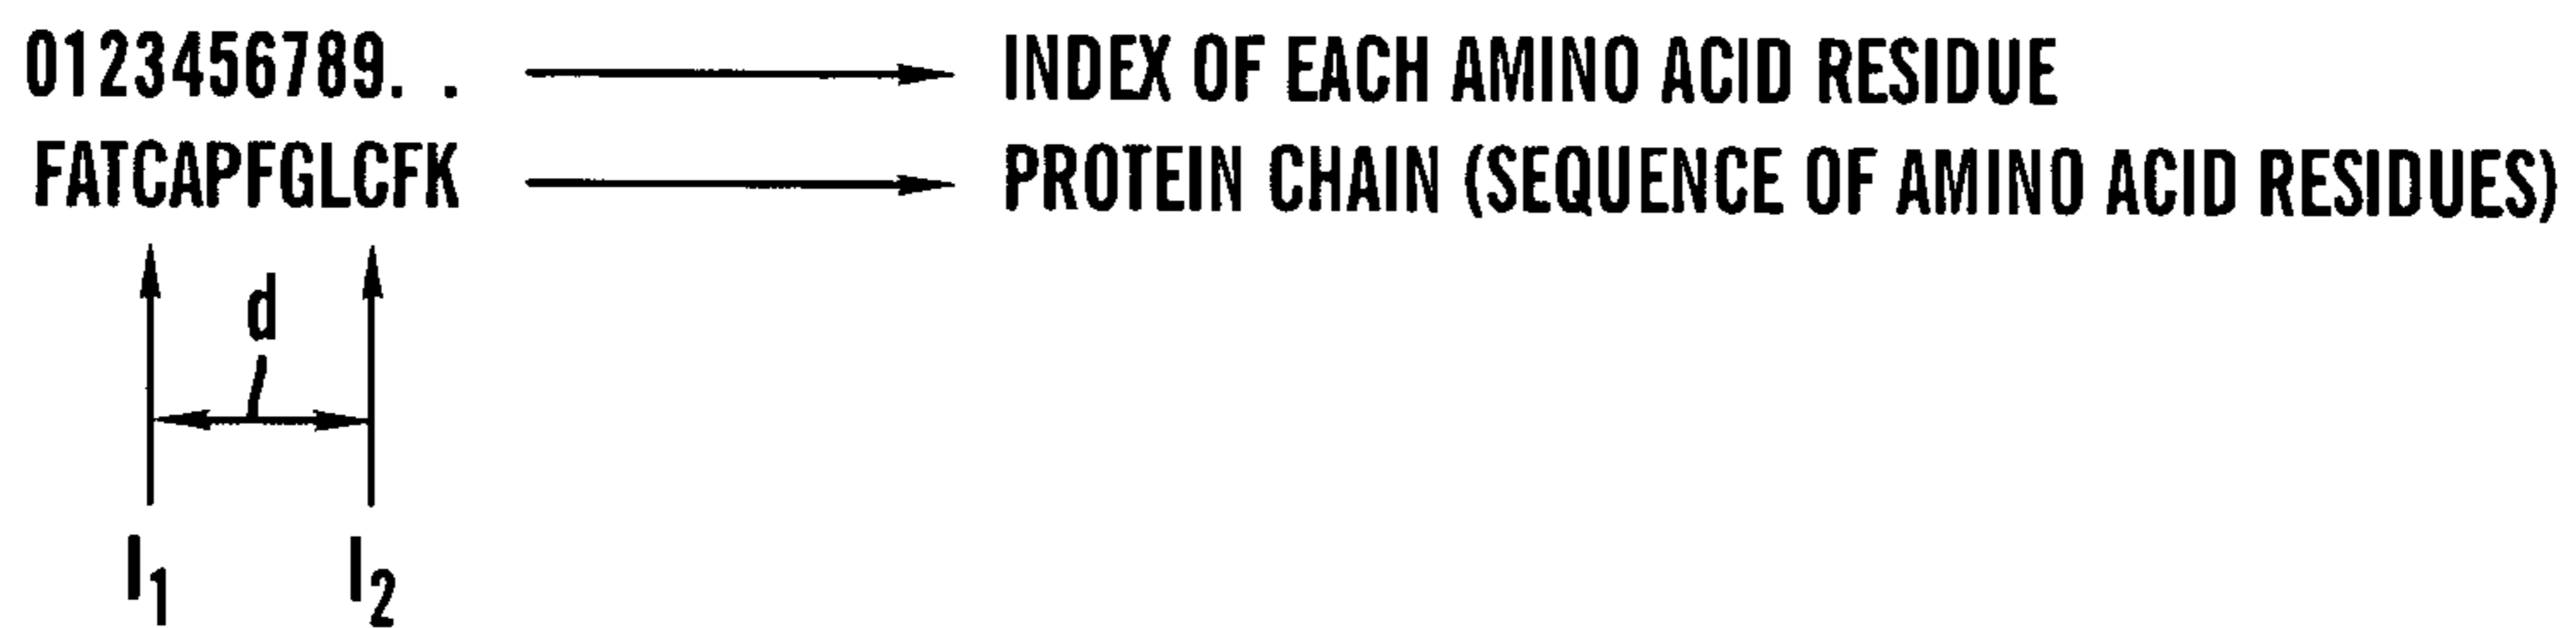 0123456789. . INDEX OF EACH AMINO ACID RESIDUE
FATCAPFGLCFK PROTEIN CHAIN (SEQUENCE OF AMINO ACID RESIDUES)
d
I1 I2